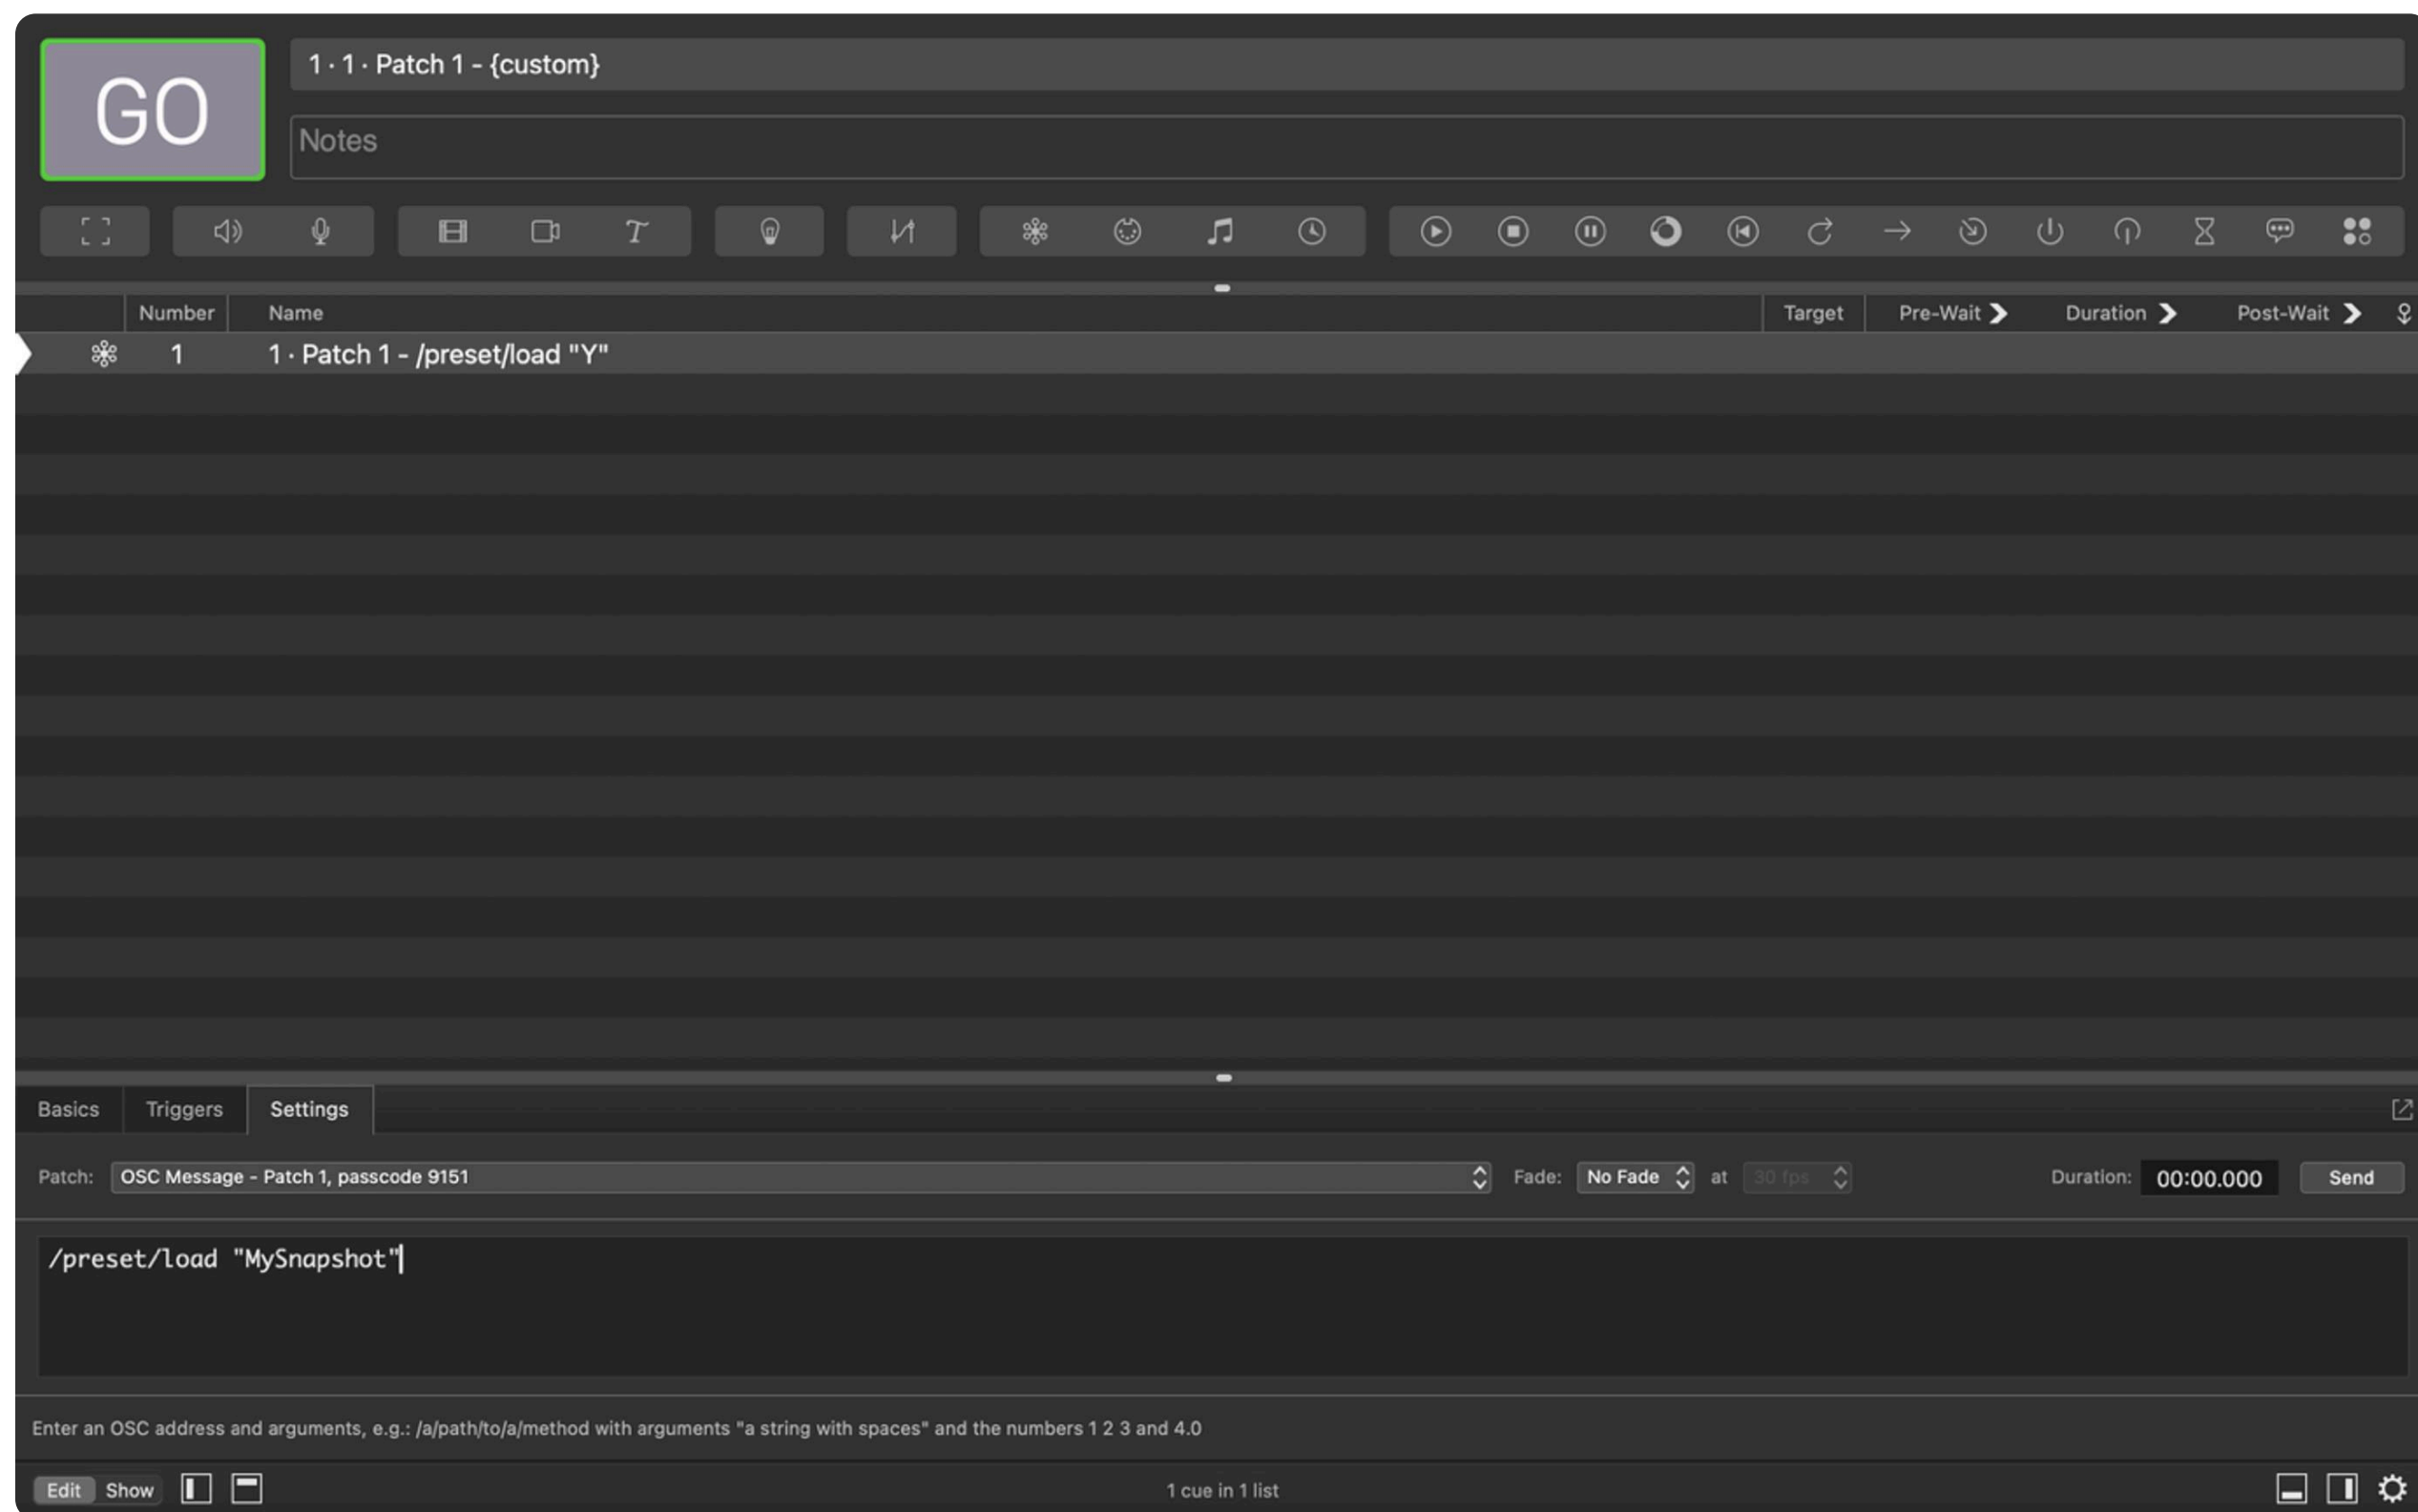 GO
1 · 1 · Patch 1 - {custom}
Notes
Number Name Target Pre-Wait Duration Post-Wait
1 1 · Patch 1 - /preset/load "Y"
Basics Triggers Settings
Patch: OSC Message - Patch 1, passcode 9151 Fade: No Fade at 30 fps Duration: 00:00.000 Send
/preset/load "MySnapshot"
Enter an OSC address and arguments, e.g.: /a/path/to/a/method with arguments "a string with spaces" and the numbers 1 2 3 and 4.0
Edit Show 1 cue in 1 list